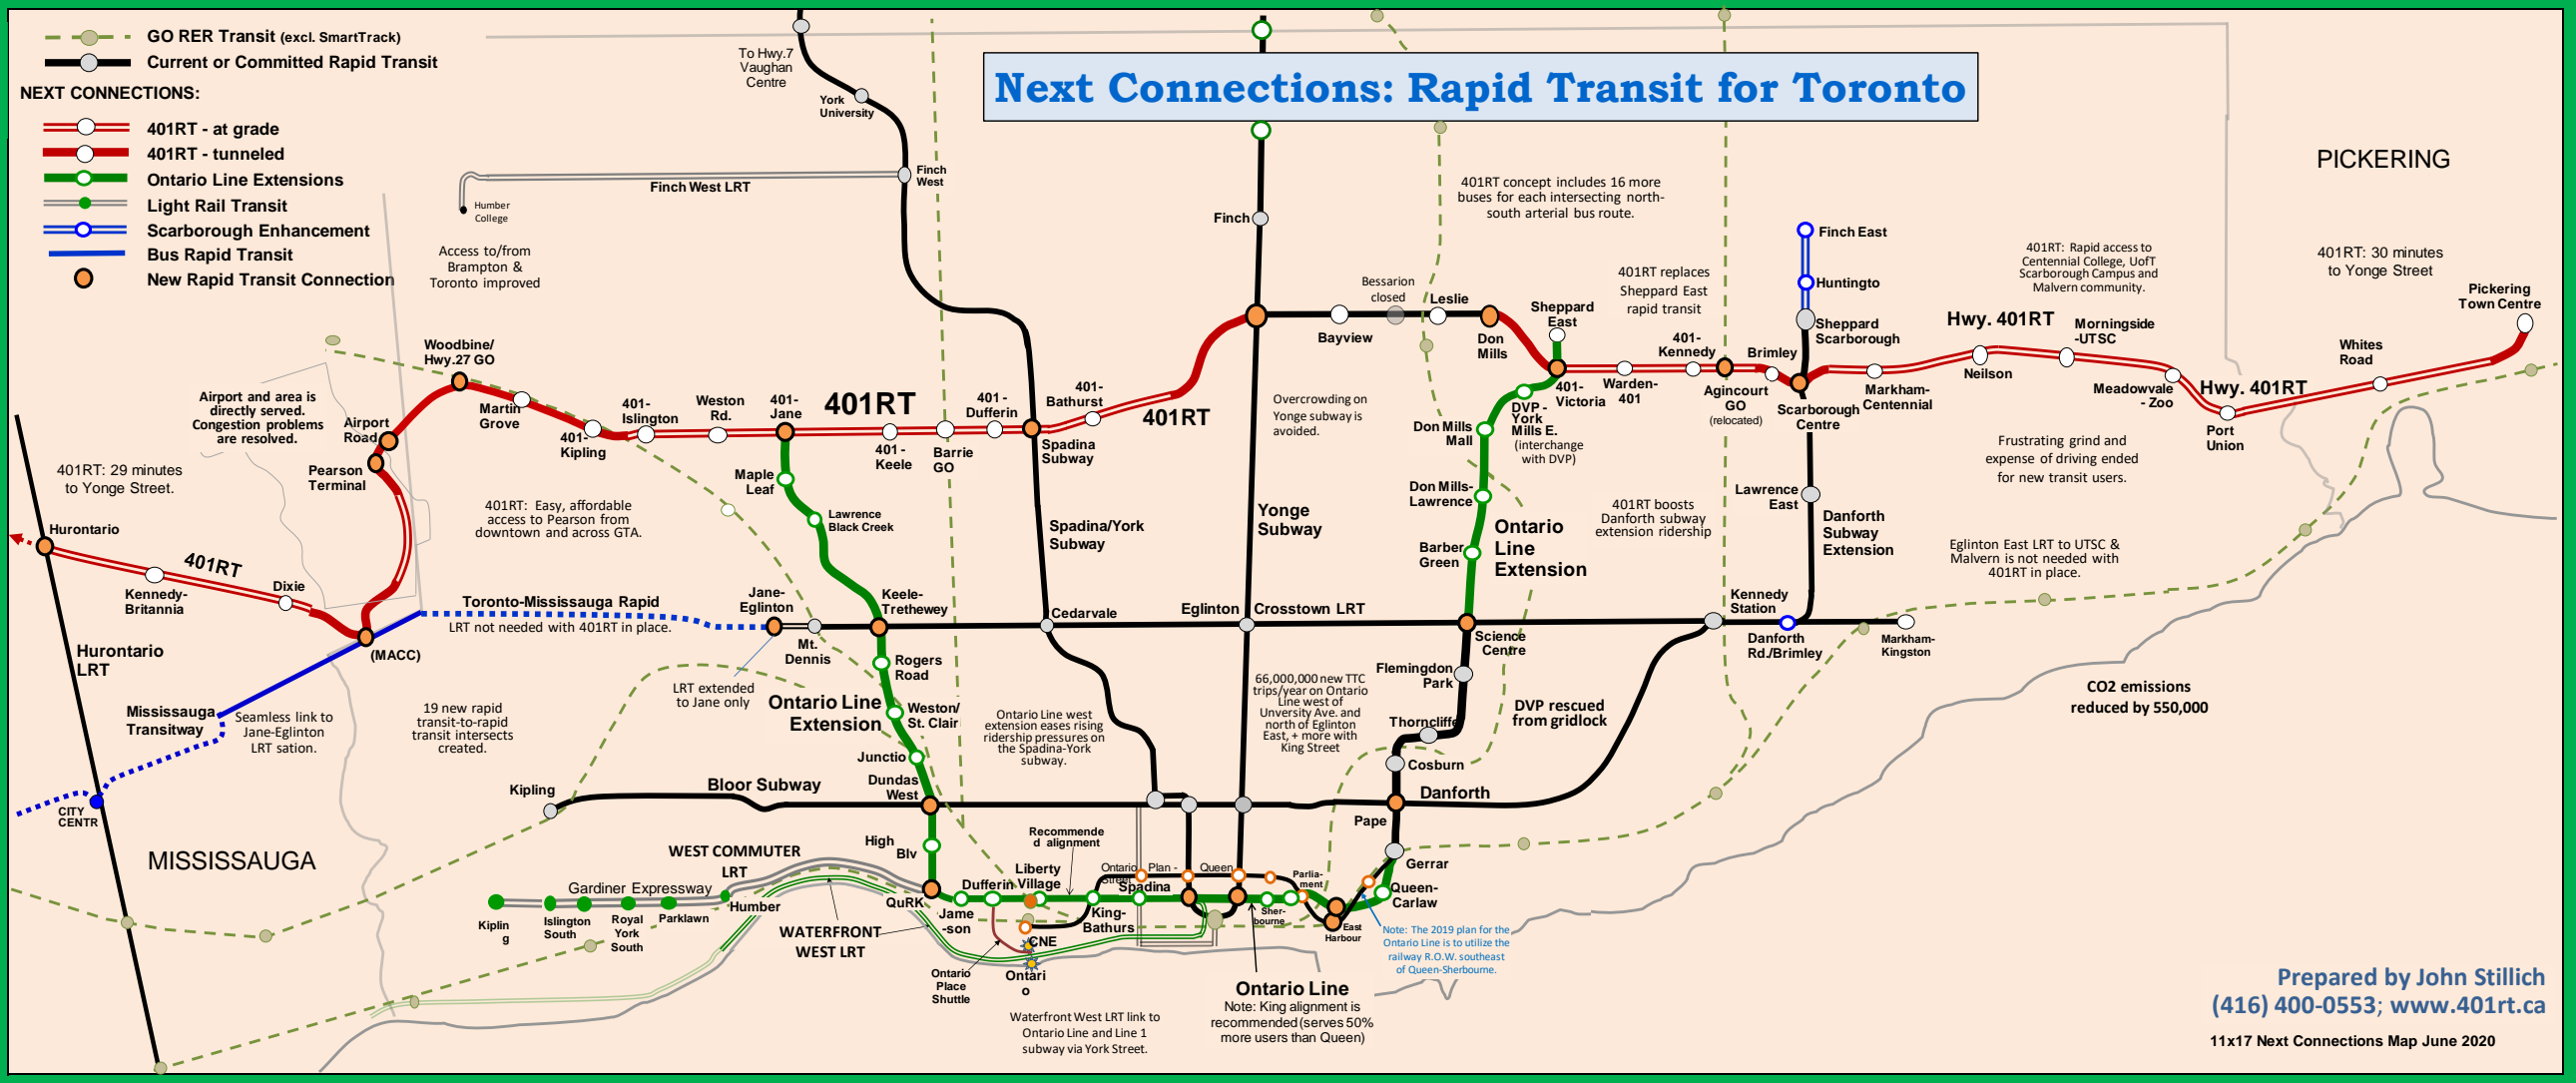 GO RER Transit (excl. SmartTrack)
Current or Committed Rapid Transit
NEXT CONNECTIONS:
401RT - at grade
401RT - tunneled
Ontario Line Extensions
Light Rail Transit
Scarborough Enhancement
Bus Rapid Transit
New Rapid Transit Connection
Next Connections: Rapid Transit for Toronto
To Hwy.7
Vaughan
Centre
York
University
Finch
West
Finch West LRT
Humber
College
Access to/from
Brampton &
Toronto improved
Finch
401RT concept includes 16 more
buses for each intersecting north-
south arterial bus route.
PICKERING
401RT: 30 minutes
to Yonge Street
Pickering
Town Centre
Finch East
Huntingto
Sheppard
Scarborough
401RT: Rapid access to
Centennial College, UofT
Scarborough Campus and
Malvern community.
401RT replaces
Sheppard East
rapid transit
Bessarion
closed
Leslie
Bayview
Don
Mills
Sheppard
East
Hwy. 401RT
Morningside
-UTSC
Whites
Road
Woodbine/
Hwy.27 GO
Airport and area is
directly served.
Congestion problems
are resolved.
Airport
Road
Pearson
Terminal
Martin
Grove
401-
Kipling
401-
Islington
Weston
Rd.
401-
Jane
401RT
401 -
Keele
Barrie
GO
401 -
Dufferin
Spadina
Subway
401-
Bathurst
401RT
Overcrowding on
Yonge subway is
avoided.
DVP -
York
Mills E.
(interchange
with DVP)
401-
Victoria
Warden-
401
401-
Kennedy
Agincourt
GO
(relocated)
Brimley
Scarborough
Centre
Markham-
Centennial
Neilson
Meadowvale
- Zoo
Hwy. 401RT
Port
Union
Don Mills
Mall
Frustrating grind and
expense of driving ended
for new transit users.
401RT: 29 minutes
to Yonge Street.
401RT: Easy, affordable
access to Pearson from
downtown and across GTA.
Maple
Leaf
Lawrence
Black Creek
Spadina/York
Subway
Yonge
Subway
Don Mills-
Lawrence
Ontario
Line
Extension
401RT boosts
Danforth subway
extension ridership
Lawrence
East
Danforth
Subway
Extension
Eglinton East LRT to UTSC &
Malvern is not needed with
401RT in place.
Hurontario
401RT
Kennedy-
Britannia
Dixie
Barber
Green
Toronto-Mississauga Rapid
LRT not needed with 401RT in place.
Jane-
Eglinton
Mt.
Dennis
Keele-
Trethewey
Cedarvale
Eglinton
Crosstown LRT
Science
Centre
Kennedy
Station
Danforth
Rd./Brimley
Markham-
Kingston
(MACC)
Hurontario
LRT
Mississauga
Transitway
Seamless link to
Jane-Eglinton
LRT sation.
19 new rapid
transit-to-rapid
transit intersects
created.
LRT extended
to Jane only
Rogers
Road
Ontario Line
Extension
Weston/
St. Clair
Junctio
Ontario Line west
extension eases rising
ridership pressures on
the Spadina-York
subway.
66,000,000 new TTC
trips/year on Ontario
Line west of
Unversity Ave. and
north of Eglinton
East, + more with
King Street
Flemingdon
Park
Thorncliffe
DVP rescued
from gridlock
CO2 emissions
reduced by 550,000
Cosburn
CITY
CENTR
Kipling
Bloor Subway
Dundas
West
Danforth
Pape
MISSISSAUGA
WEST COMMUTER
LRT
High
Blv
Recommende
d alignment
Gerrar
Gardiner Expressway
Kiplin
g
Islington
South
Royal
York
South
Parklawn
Humber
QuRK
Jame
-son
Dufferin
Liberty
Village
Ontario Plan - Queen
Street
Spadina
King-
Bathurs
Sher-
bourne
Parlia-
ment
East
Harbour
Queen-
Carlaw
WATERFRONT
WEST LRT
Ontario
Place
Shuttle
CNE
Ontari
o
Note: The 2019 plan for the
Ontario Line is to utilize the
railway R.O.W. southeast
of Queen-Sherbourne.
Ontario Line
Note: King alignment is
recommended (serves 50%
more users than Queen)
Waterfront West LRT link to
Ontario Line and Line 1
subway via York Street.
Prepared by John Stillich
(416) 400-0553; www.401rt.ca
11x17 Next Connections Map June 2020